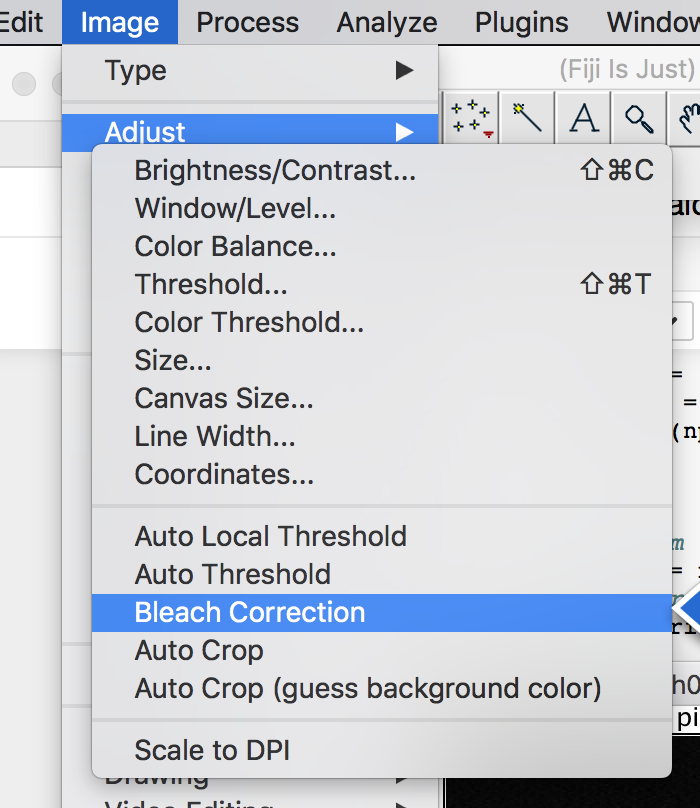 Edit Image Process Analyze Plugins Window
Type
(Fiji Is Just)
Adjust
Brightness/Contrast... ⇧⌘C
Window/Level...
Color Balance...
Threshold... ⇧⌘T
Color Threshold...
Size...
Canvas Size...
Line Width...
Coordinates...
Auto Local Threshold
Auto Threshold
Bleach Correction
Auto Crop
Auto Crop (guess background color)
Scale to DPI
Drawing
Video Editing